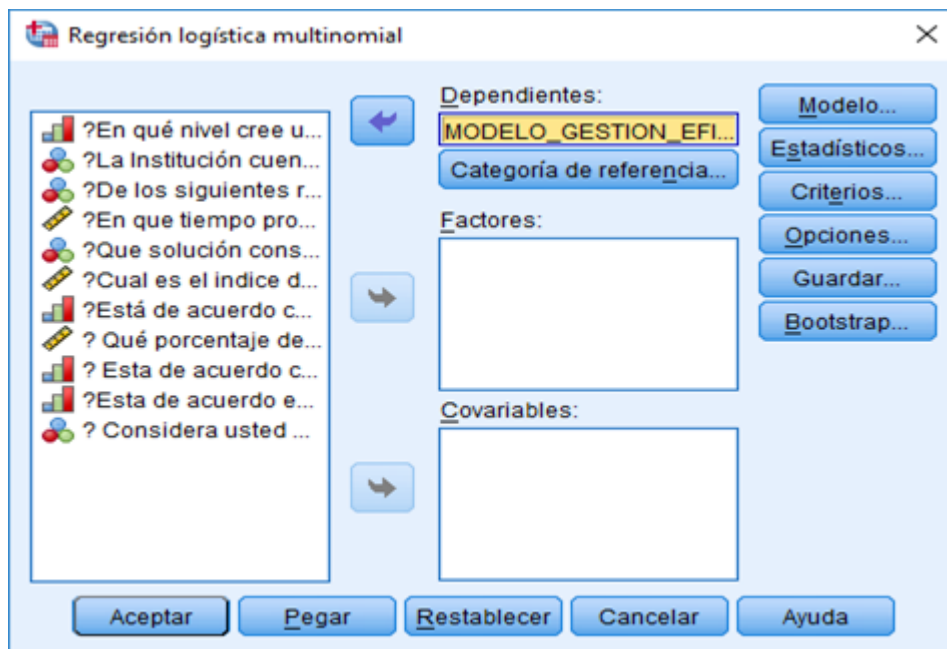 Regresión logística multinomial
?En qué nivel cree u...
?La Institución cuen...
?De los siguientes r...
?En que tiempo pro...
?Que solución cons...
?Cual es el indice d...
?Está de acuerdo c...
? Qué porcentaje de...
? Esta de acuerdo c...
?Esta de acuerdo e...
? Considera usted ...
Dependientes:
MODELO_GESTION_EFI...
Categoría de referencia...
Factores:
Covariables:
Modelo...
Estadísticos...
Criterios...
Opciones...
Guardar...
Bootstrap...
Aceptar
Pegar
Restablecer
Cancelar
Ayuda